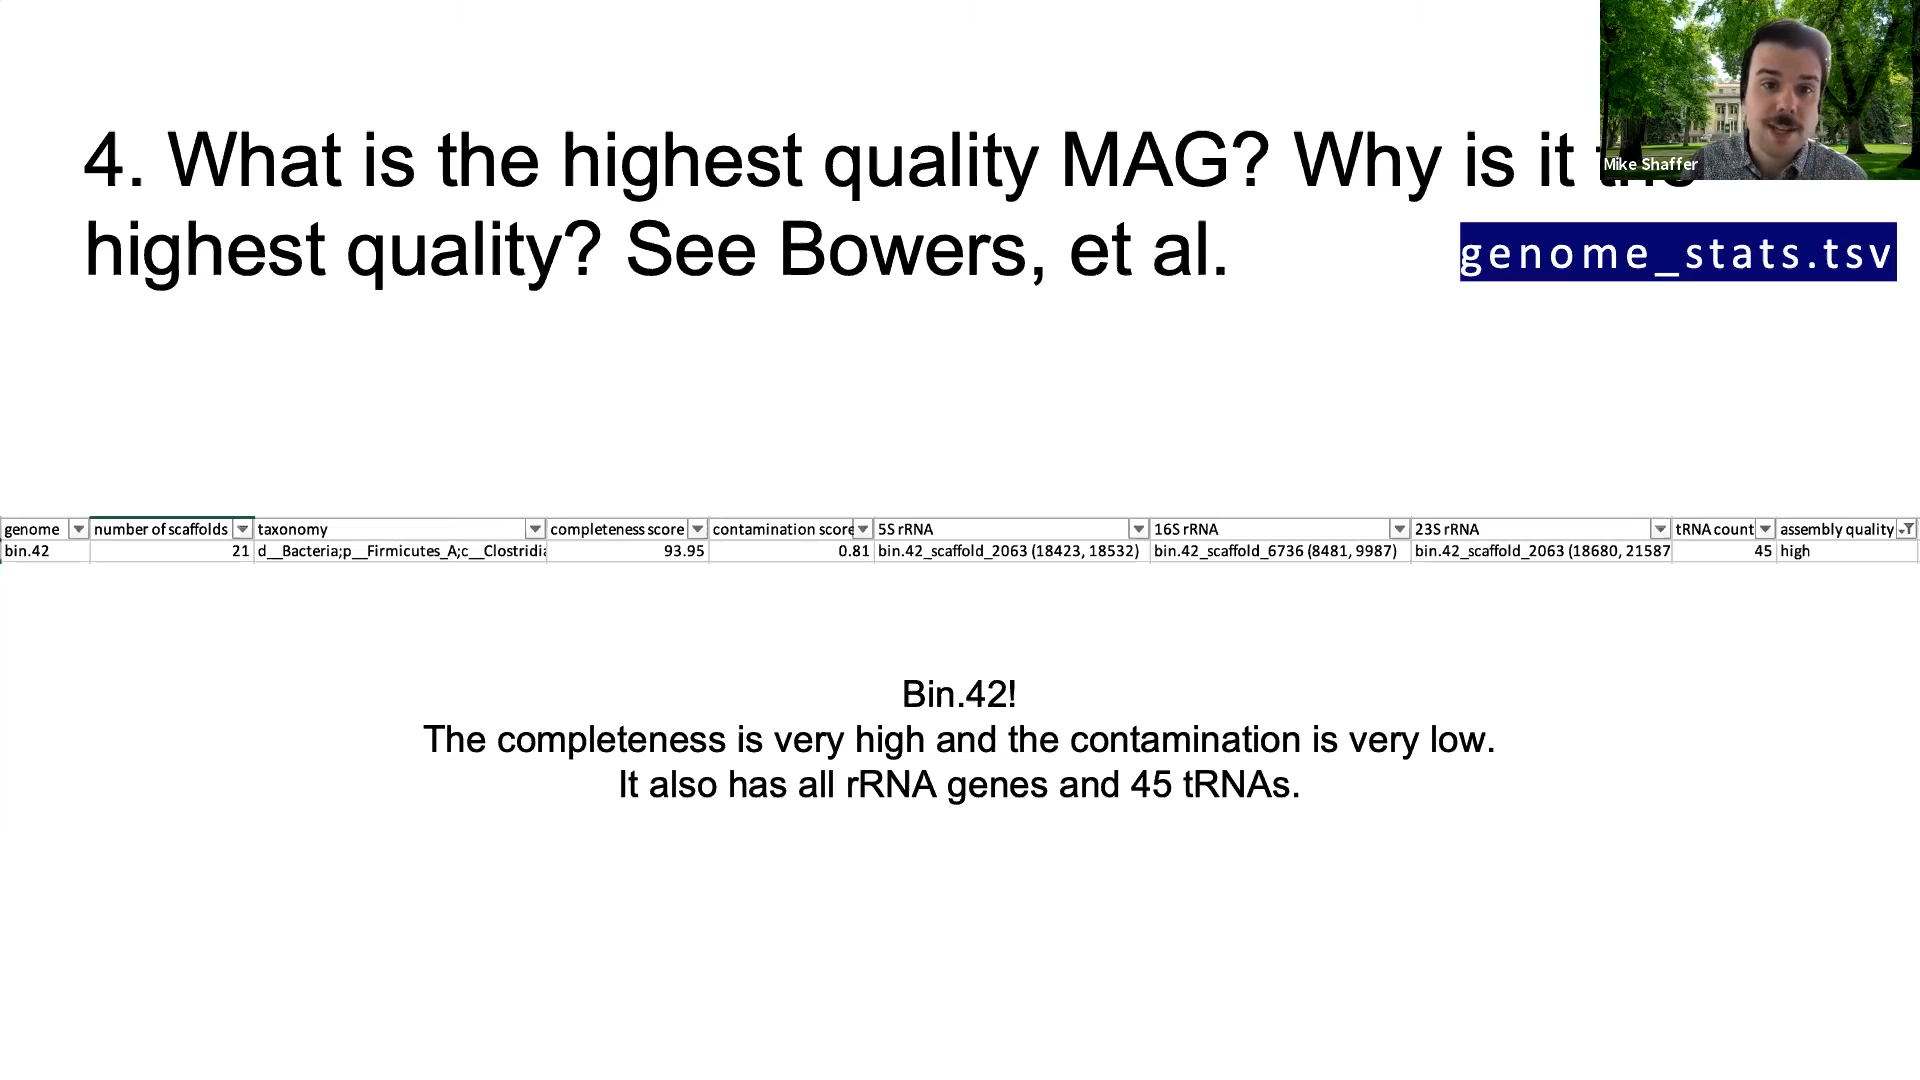 4. What is the highest quality MAG? Why is it the
highest quality? See Bowers, et al.
Mike Shaffer
genome_stats.tsv
genome number of scaffolds taxonomy completeness score contamination score 5S rRNA 16S rRNA 23S rRNA tRNA count assembly quality
bin.42 21 d__Bacteria;p__Firmicutes_A;c__Clostridia 93.95 0.81 bin.42_scaffold_2063 (18423, 18532) bin.42_scaffold_6736 (8481, 9987) bin.42_scaffold_2063 (18680, 21587 45 high
Bin.42!
The completeness is very high and the contamination is very low.
It also has all rRNA genes and 45 tRNAs.